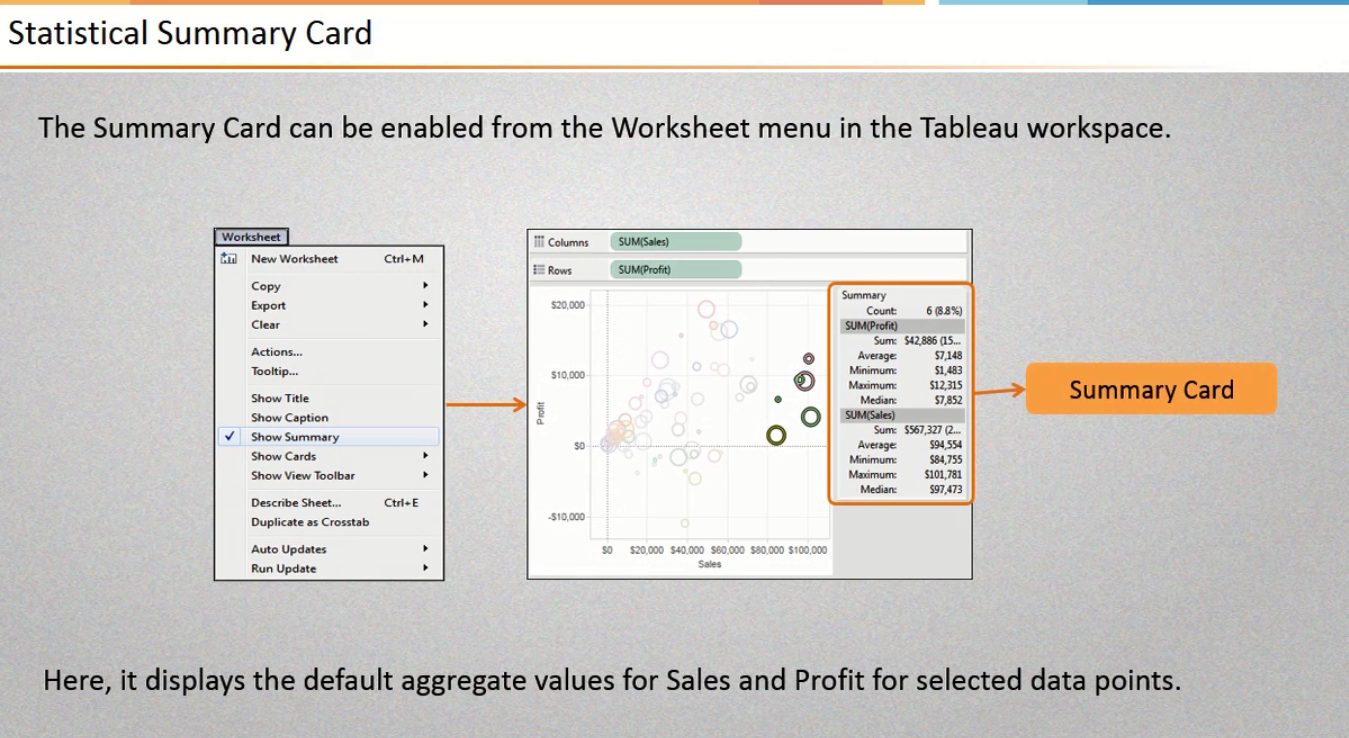 Statistical Summary Card
The Summary Card can be enabled from the Worksheet menu in the Tableau workspace.
Worksheet
New Worksheet Ctrl+M
Copy
Export
Clear
Actions...
Tooltip...
Show Title
Show Caption
Show Summary
Show Cards
Show View Toolbar
Describe Sheet... Ctrl+E
Duplicate as Crosstab
Auto Updates
Run Update
Columns SUM(Sales)
Rows SUM(Profit)
$20,000
$10,000
$0
-$10,000
Profit
$0 $20,000 $40,000 $60,000 $80,000 $100,000
Sales
Summary
Count: 6 (8.8%)
SUM(Profit)
Sum: $42,886 (15...
Average: $7,148
Minimum: $1,483
Maximum: $12,315
Median: $7,852
SUM(Sales)
Sum: $567,327 (2...
Average: $94,554
Minimum: $84,755
Maximum: $101,781
Median: $97,473
Summary Card
Here, it displays the default aggregate values for Sales and Profit for selected data points.